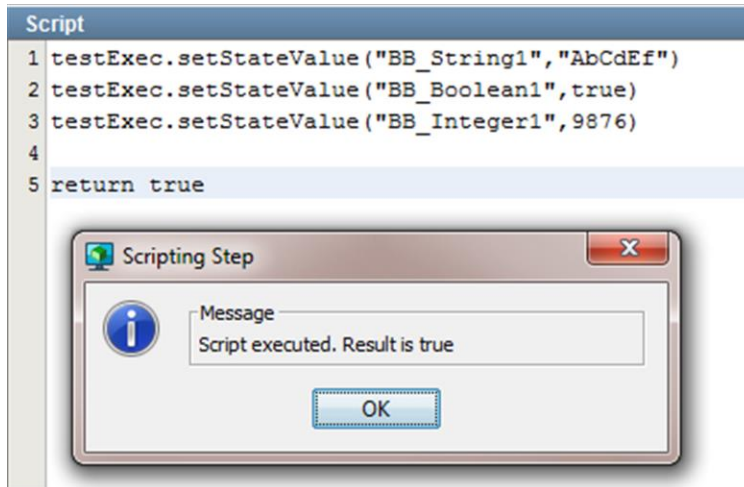 Script
1 testExec.setStateValue("BB_String1","AbCdEf")
2 testExec.setStateValue("BB_Boolean1",true)
3 testExec.setStateValue("BB_Integer1",9876)
4
5 return true
Scripting Step
Message
Script executed. Result is true
OK